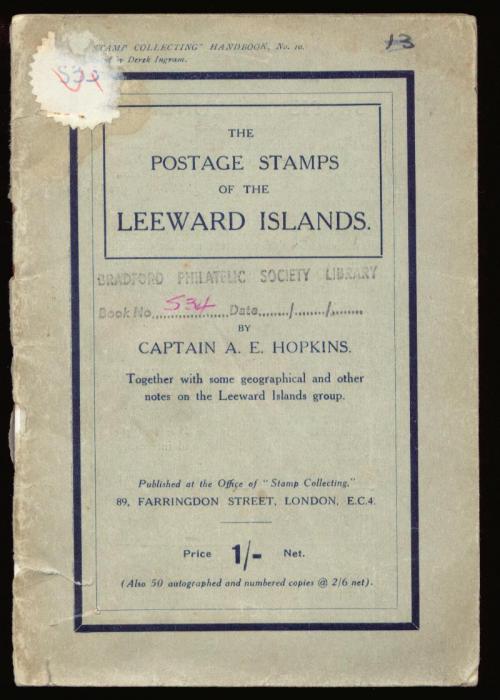 STAMP COLLECTING" HANDBOOK, No. 10.
by Derek Ingram.
13
THE
POSTAGE STAMPS
OF THE
LEEWARD ISLANDS.
BRADFORD PHILATELIC SOCIETY LIBRARY
Book No. 534 Date ......../......../........
BY
CAPTAIN A. E. HOPKINS.
Together with some geographical and other
notes on the Leeward Islands group.
Published at the Office of "Stamp Collecting,"
89, FARRINGDON STREET, LONDON, E.C.4.
Price 1/- Net.
(Also 50 autographed and numbered copies @ 2/6 net).